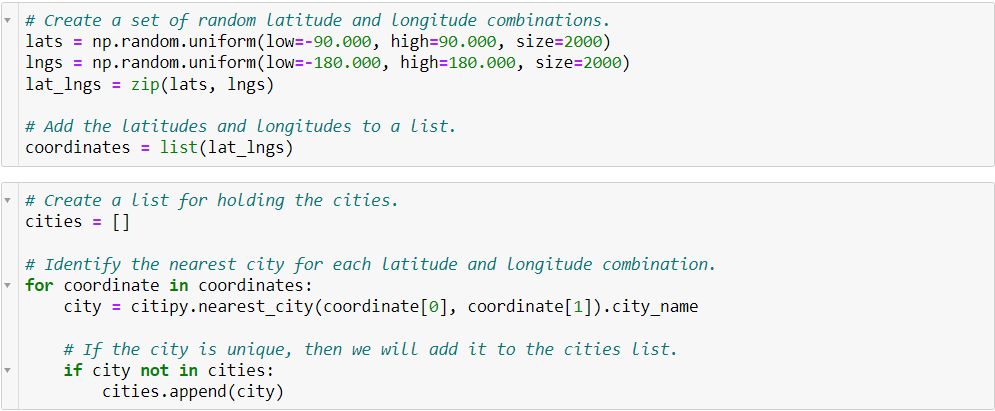 # Create a set of random latitude and longitude combinations.
lats = np.random.uniform(low=-90.000, high=90.000, size=2000)
lngs = np.random.uniform(low=-180.000, high=180.000, size=2000)
lat_lngs = zip(lats, lngs)

# Add the latitudes and longitudes to a list.
coordinates = list(lat_lngs)

# Create a list for holding the cities.
cities = []

# Identify the nearest city for each latitude and longitude combination.
for coordinate in coordinates:
    city = citipy.nearest_city(coordinate[0], coordinate[1]).city_name

    # If the city is unique, then we will add it to the cities list.
    if city not in cities:
        cities.append(city)